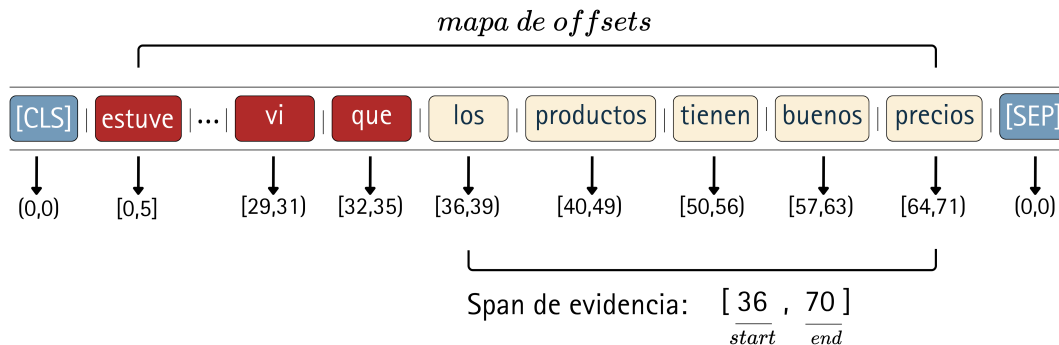 mapa de offsets
[CLS] estuve ... vi que los productos tienen buenos precios [SEP]
(0,0) [0,5] [29,31) [32,35) [36,39) [40,49) [50,56) [57,63) [64,71) (0,0)
Span de evidencia: [ 36 , 70 ]
start end